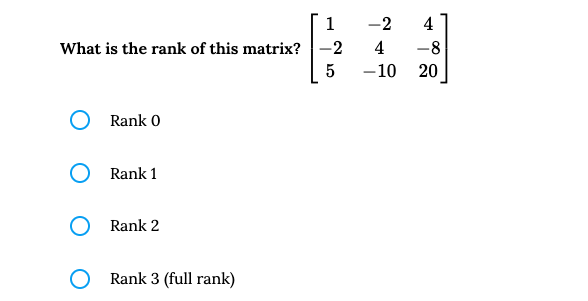 What is the rank of this matrix? [1 −2 4
−2 4 −8
5 −10 20]
Rank 0
Rank 1
Rank 2
Rank 3 (full rank)